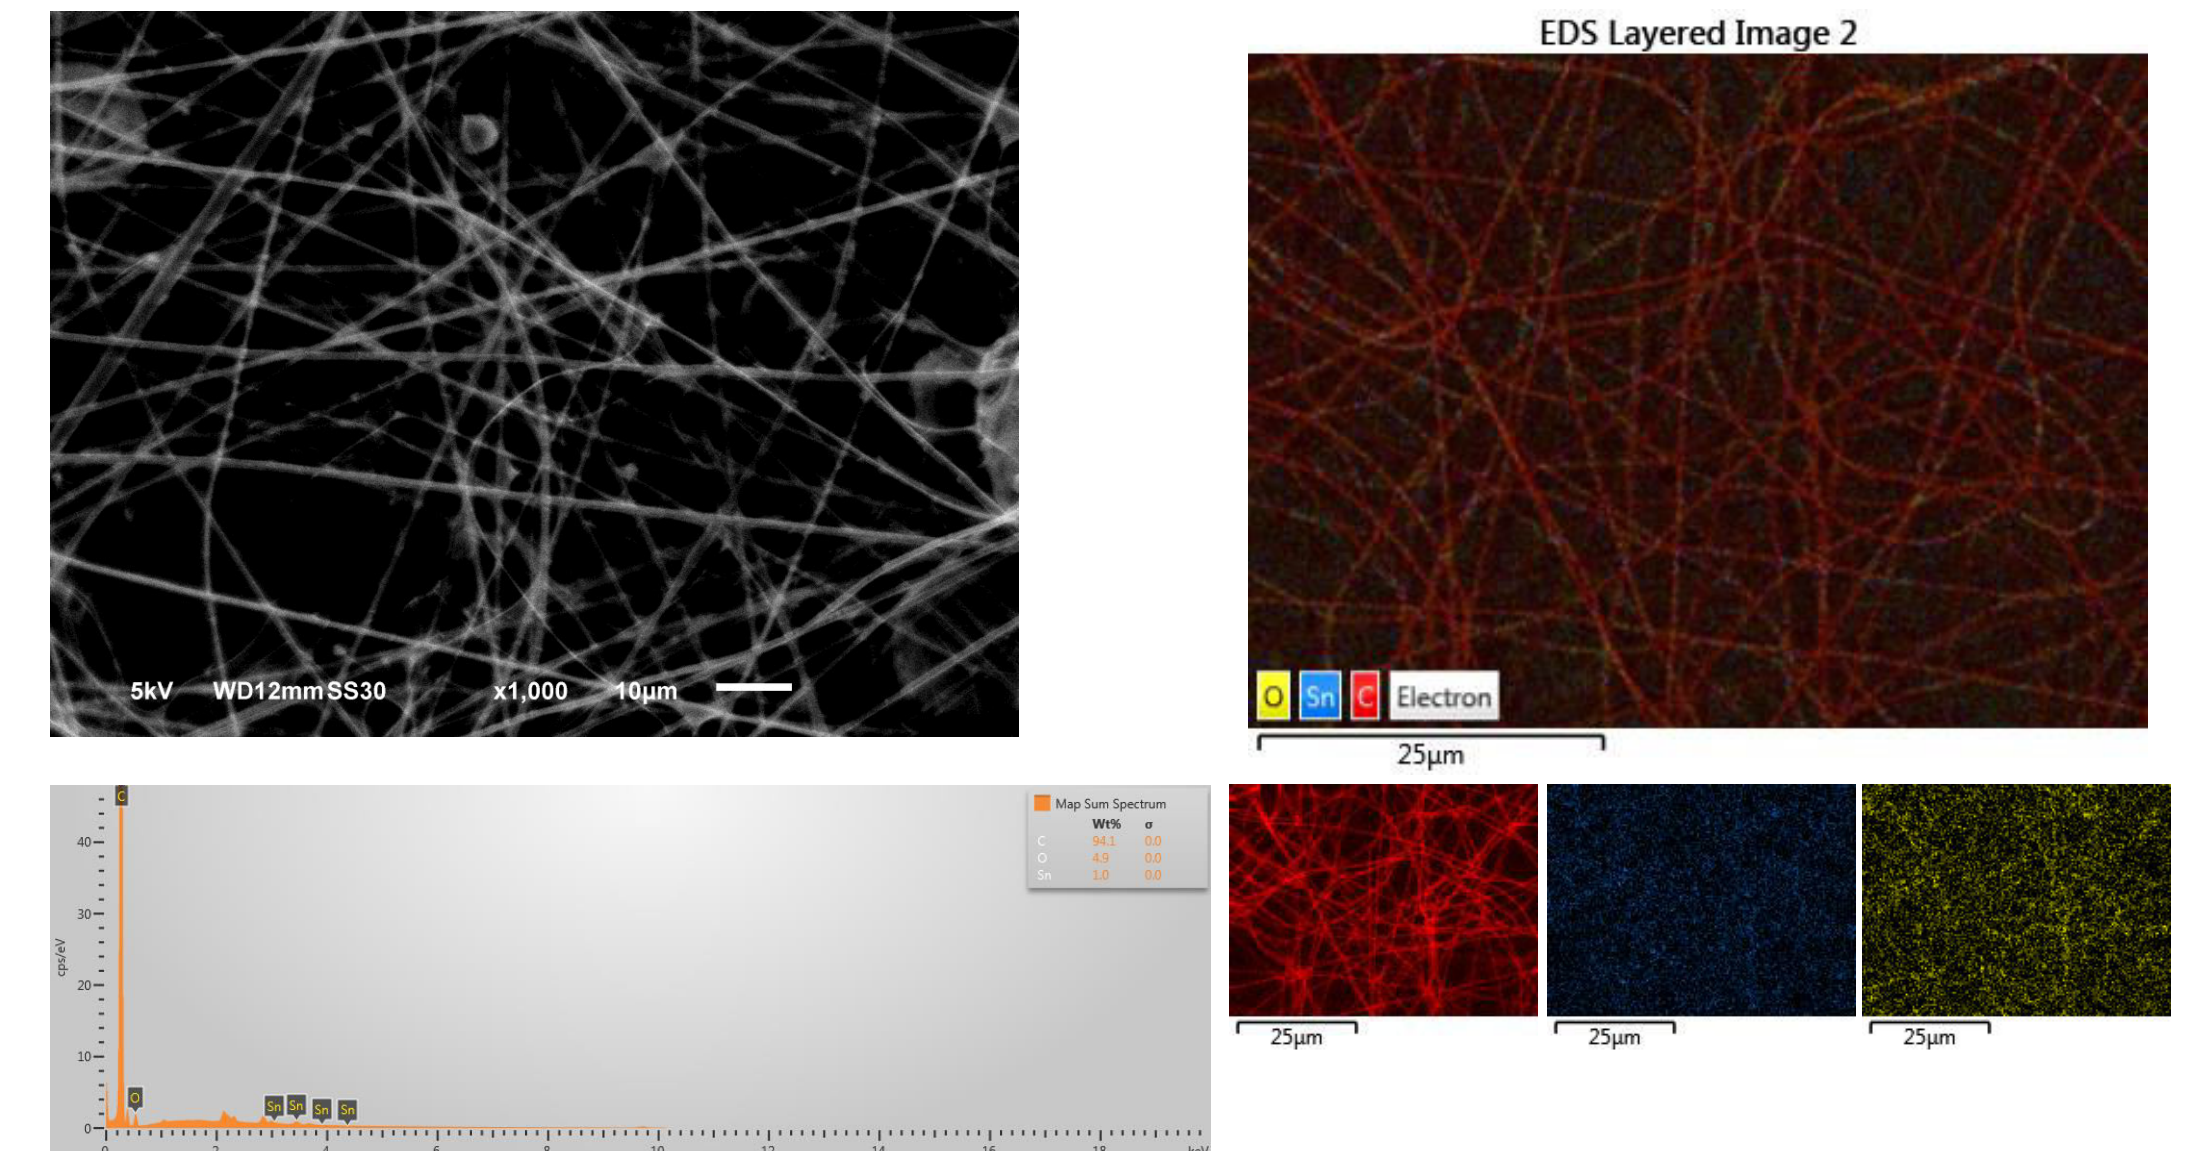 EDS Layered Image 2
5kV WD12mm SS30 x1,000 10µm
O Sn C Electron
25µm
C
Map Sum Spectrum
Wt% σ
C 94.1 0.0
O 4.9 0.0
Sn 1.0 0.0
cps/eV
40
30
20
10
0
O
Sn Sn Sn Sn
0 2 4 6 8 10 12 14 16 18 keV
25µm 25µm 25µm